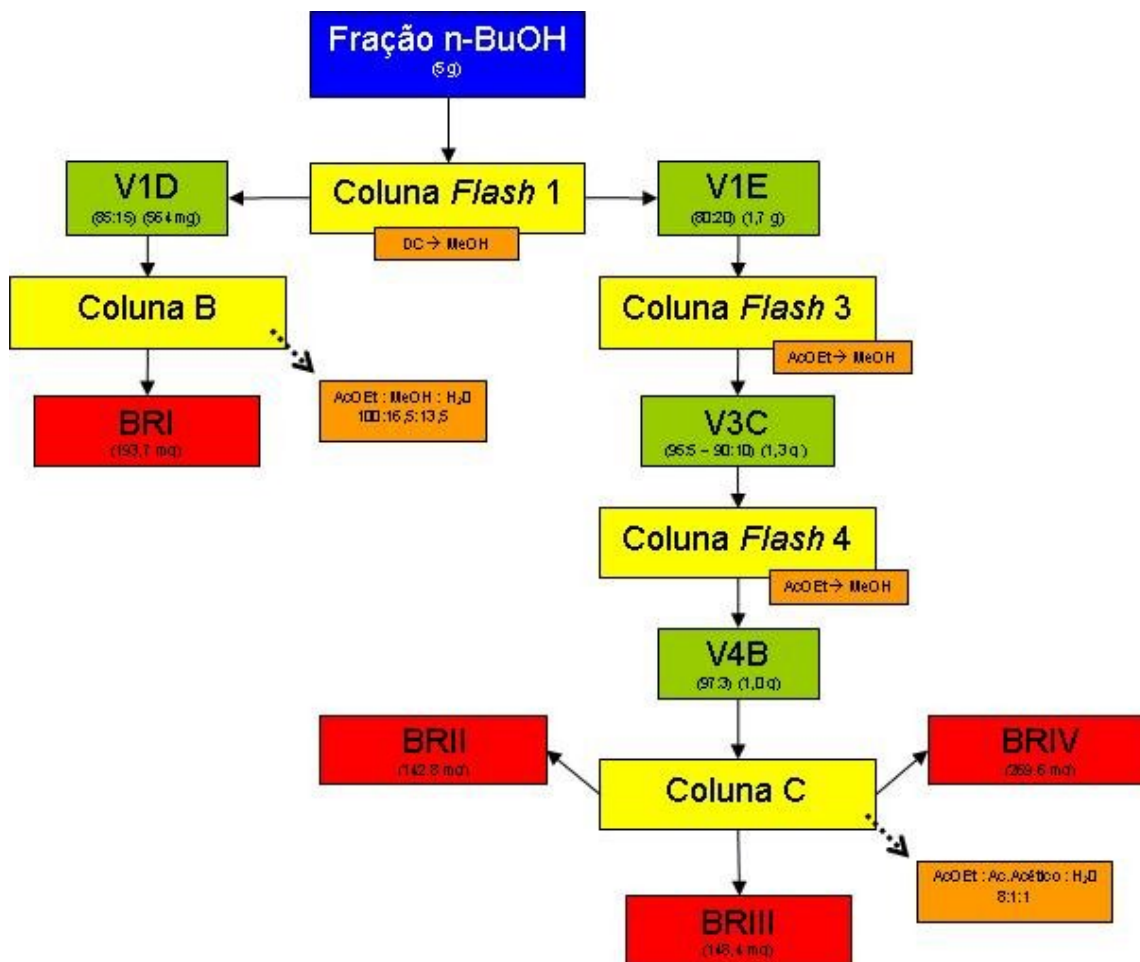 Fração n-BuOH
(5 g)
V1D
(85:15) (564 mg)
Coluna Flash 1
DC → MeOH
V1E
(80:20) (1,7 g)
Coluna B
Coluna Flash 3
AcOEt → MeOH
AcOEt : MeOH : H₂O
100:16,5:13,5
BRI
(193,7 mg)
V3C
(95:5 – 90:10) (1,3 g)
Coluna Flash 4
AcOEt → MeOH
V4B
(97:3) (1,0 g)
BRII
(142,8 mg)
BRIV
(269,6 mg)
Coluna C
AcOEt : Ac.Acético : H₂O
8:1:1
BRIII
(148,4 mg)